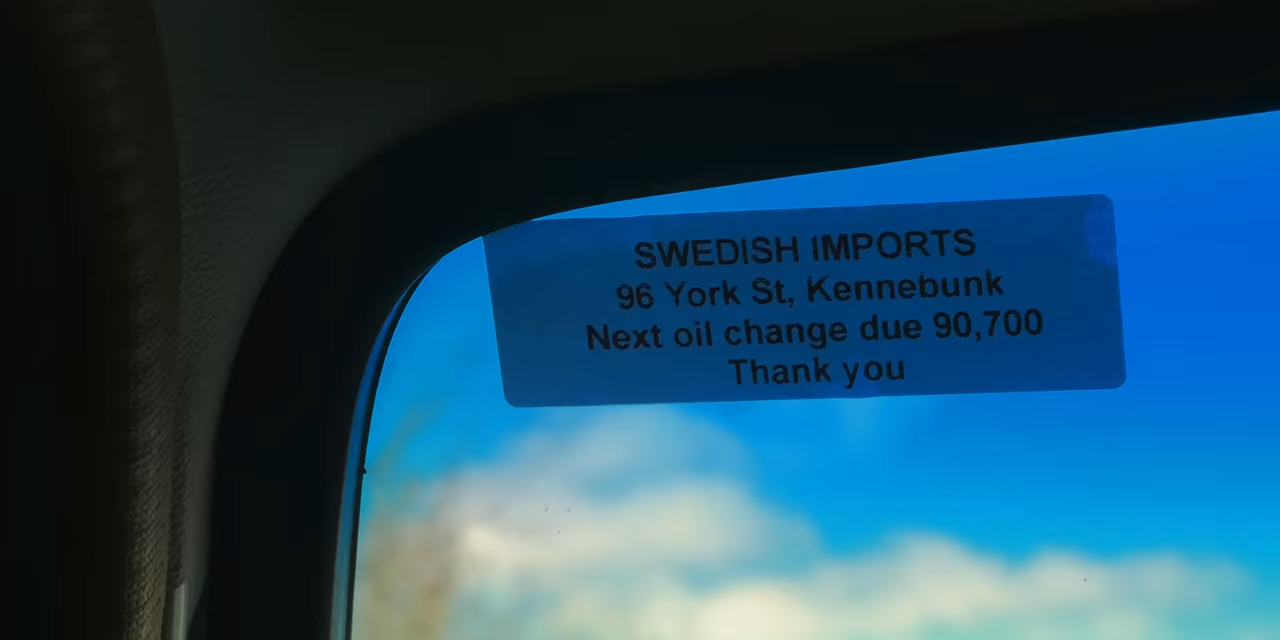 SWEDISH IMPORTS
96 York St, Kennebunk
Next oil change due 90,700
Thank you